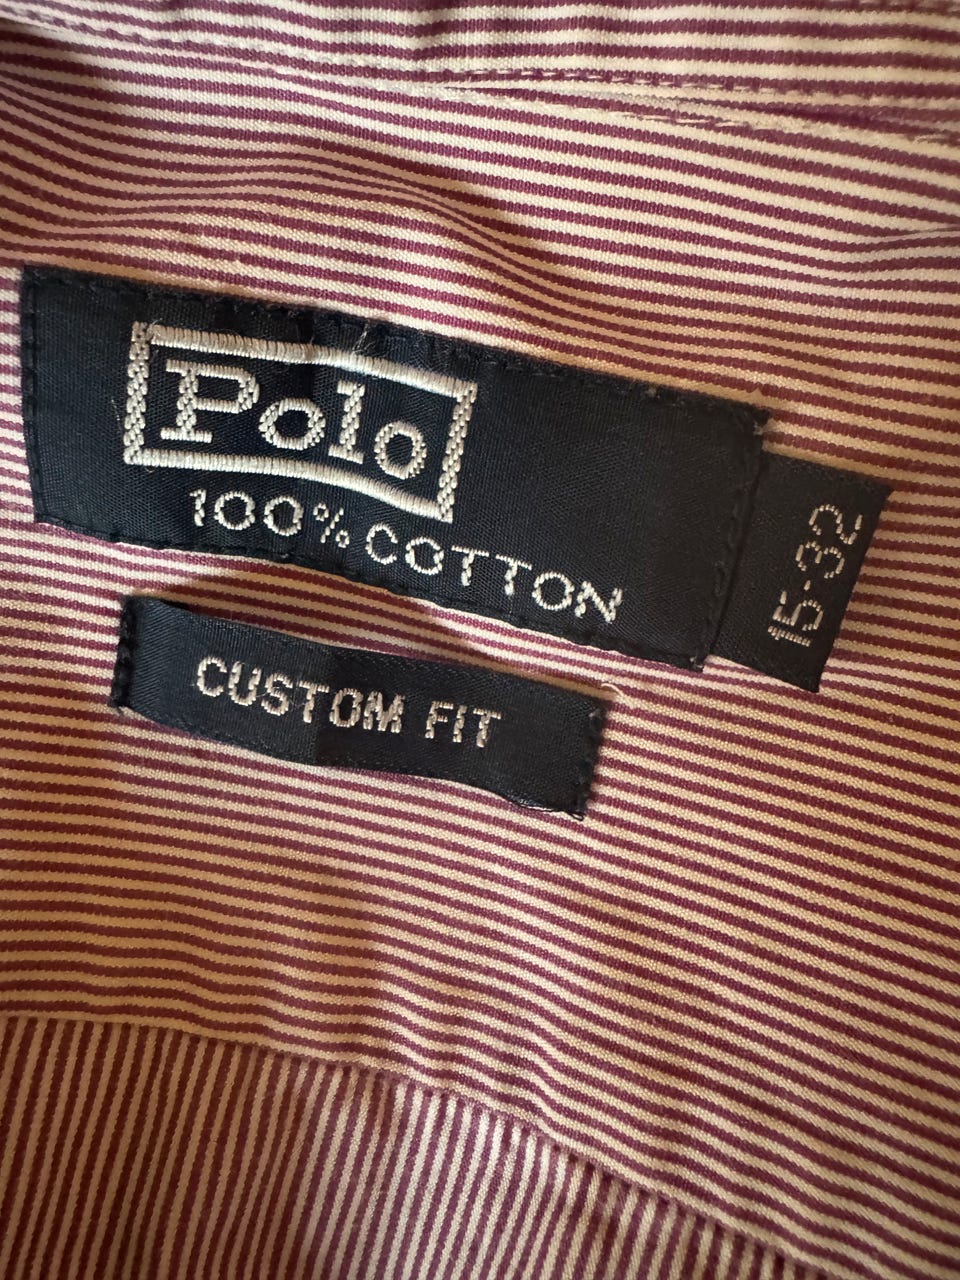 Polo
100% COTTON
15-32
CUSTOM FIT